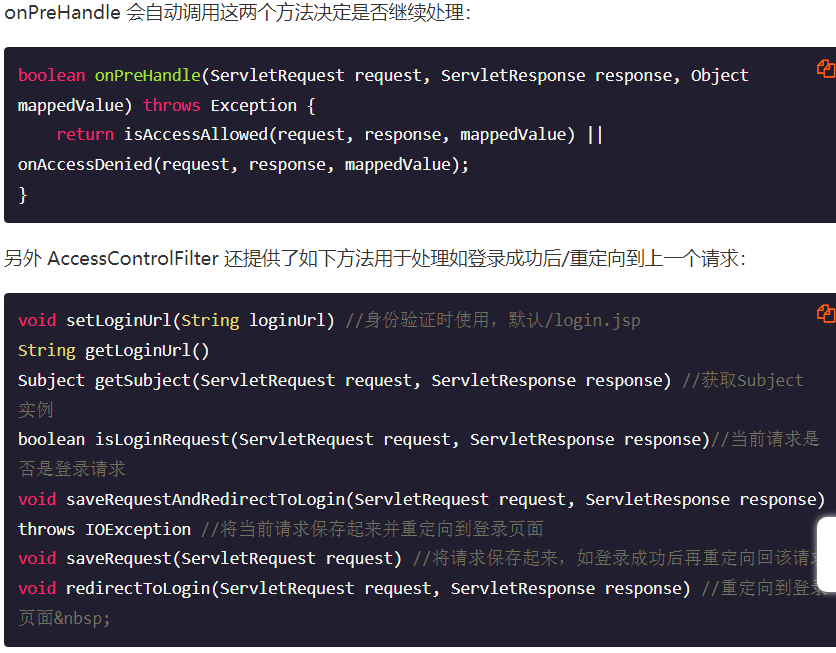 onPreHandle 会自动调用这两个方法决定是否继续处理：
boolean onPreHandle(ServletRequest request, ServletResponse response, Object
mappedValue) throws Exception {
return isAccessAllowed(request, response, mappedValue) ||
onAccessDenied(request, response, mappedValue);
}
另外 AccessControlFilter 还提供了如下方法用于处理如登录成功后/重定向到上一个请求：
void setLoginUrl(String loginUrl) //身份验证时使用，默认/login.jsp
String getLoginUrl()
Subject getSubject(ServletRequest request, ServletResponse response) //获取Subject
实例
boolean isLoginRequest(ServletRequest request, ServletResponse response)//当前请求是
否是登录请求
void saveRequestAndRedirectToLogin(ServletRequest request, ServletResponse response)
throws IOException //将当前请求保存起来并重定向到登录页面
void saveRequest(ServletRequest request) //将请求保存起来，如登录成功后再重定向回该请求
void redirectToLogin(ServletRequest request, ServletResponse response) //重定向到登录
页面&nbsp;